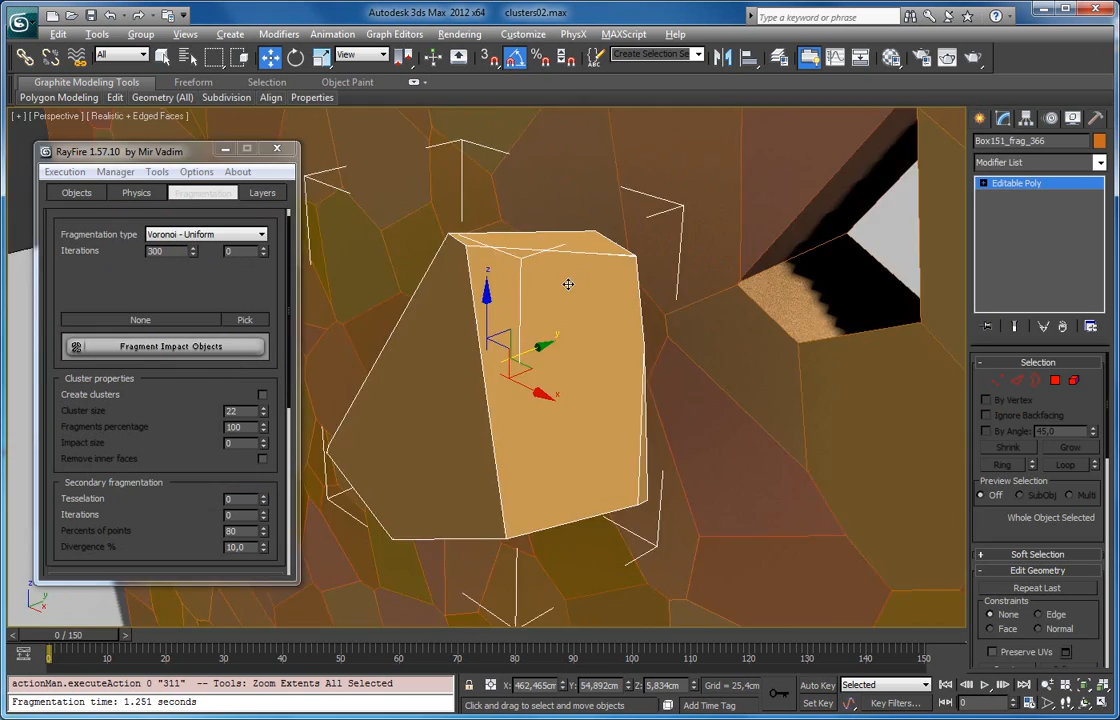 Autodesk 3ds Max 2012 x64 clusters02.max
Type a keyword or phrase
Edit Tools Group Views Create Modifiers Animation Graph Editors Rendering Customize PhysX MAXScript Help
All View 3 Create Selection Se
Graphite Modeling Tools Freeform Selection Object Paint
Polygon Modeling Edit Geometry (All) Subdivision Align Properties
[ + ] [ Perspective ] [ Realistic + Edged Faces ]
RayFire 1.57.10 by Mir Vadim
Execution Manager Tools Options About
Objects Physics Fragmentation Layers
Fragmentation type Voronoi - Uniform
Iterations 300 0
None Pick
Fragment Impact Objects
Cluster properties
Create clusters
Cluster size 22
Fragments percentage 100
Impact size 0
Remove inner faces
Secondary fragmentation
Tesselation 0
Iterations 0
Percents of points 80
Divergence % 10,0
z
y
x
z
y
x
Box151_frag_366
Modifier List
Editable Poly
Selection
By Vertex
Ignore Backfacing
By Angle: 45,0
Shrink Grow
Ring Loop
Preview Selection
Off SubObj Multi
Whole Object Selected
Soft Selection
Edit Geometry
Repeat Last
Constraints
None Edge
Face Normal
Preserve UVs
0 / 150
0 10 20 30 40 50 60 70 80 90 100 110 120 130 140 150
actionMan.executeAction 0 "311" -- Tools: Zoom Extents All Selected
Fragmentation time: 1.251 seconds
X: 462,465cm Y: 54,892cm Z: 5,834cm Grid = 25,4cm
Click and drag to select and move objects Add Time Tag
Auto Key Selected
Set Key Key Filters... 0